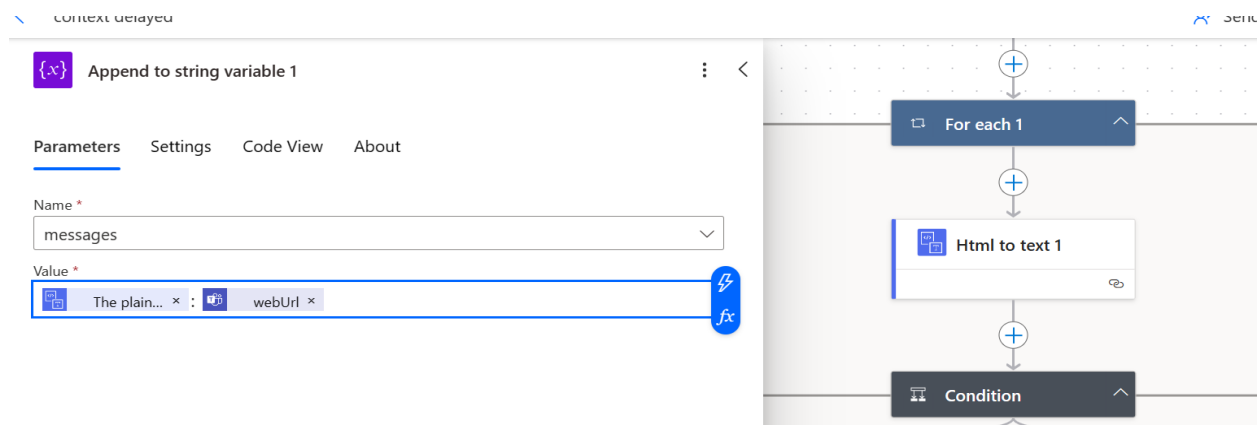 context delayed
Send
{x} Append to string variable 1
Parameters Settings Code View About
Name *
messages
Value *
The plain... × : webUrl ×
fx
For each 1
Html to text 1
Condition